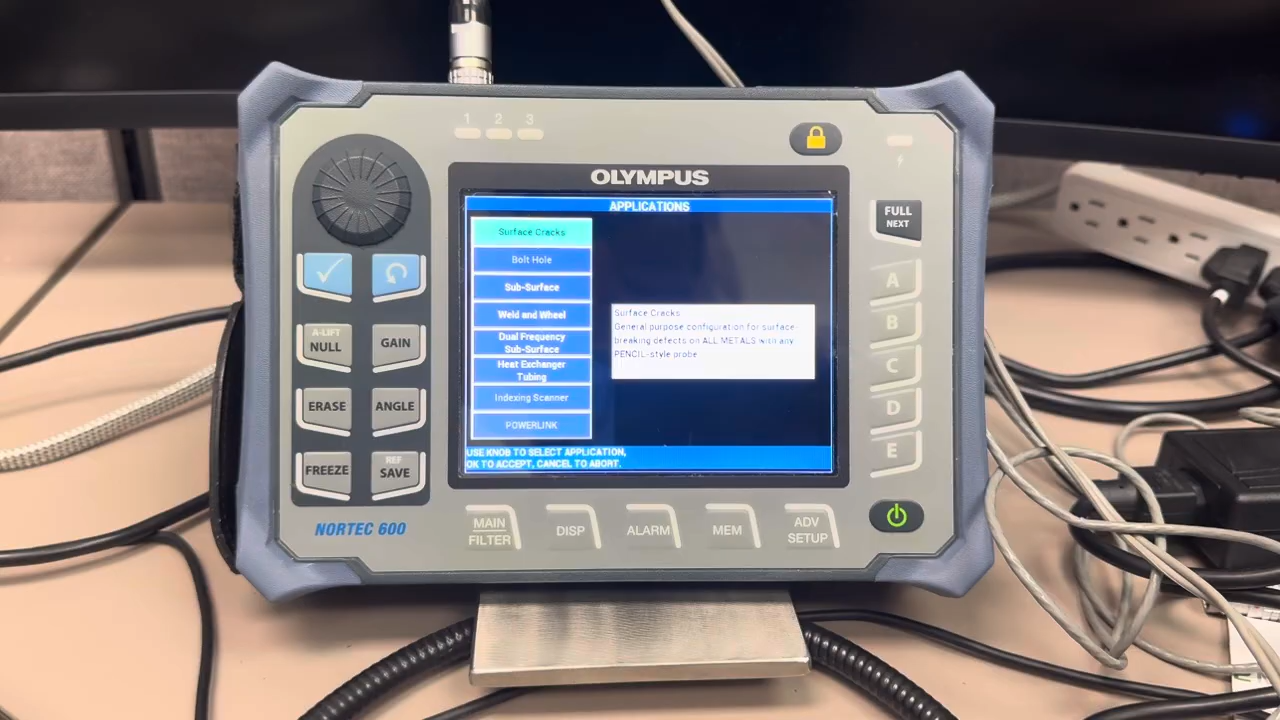 1 2 3
OLYMPUS
APPLICATIONS
Surface Cracks
Bolt Hole
Sub-Surface
Weld and Wheel
Dual Frequency
Sub-Surface
Heat Exchanger
Tubing
Indexing Scanner
POWERLINK
Surface Cracks
General purpose configuration for surface-
breaking defects on ALL METALS with any
PENCIL-style probe
USE KNOB TO SELECT APPLICATION,
OK TO ACCEPT, CANCEL TO ABORT.
A-LIFT
NULL
GAIN
ERASE
ANGLE
FREEZE
REF
SAVE
NORTEC 600
FULL
NEXT
A
B
C
D
E
MAIN
FILTER
DISP
ALARM
MEM
ADV
SETUP